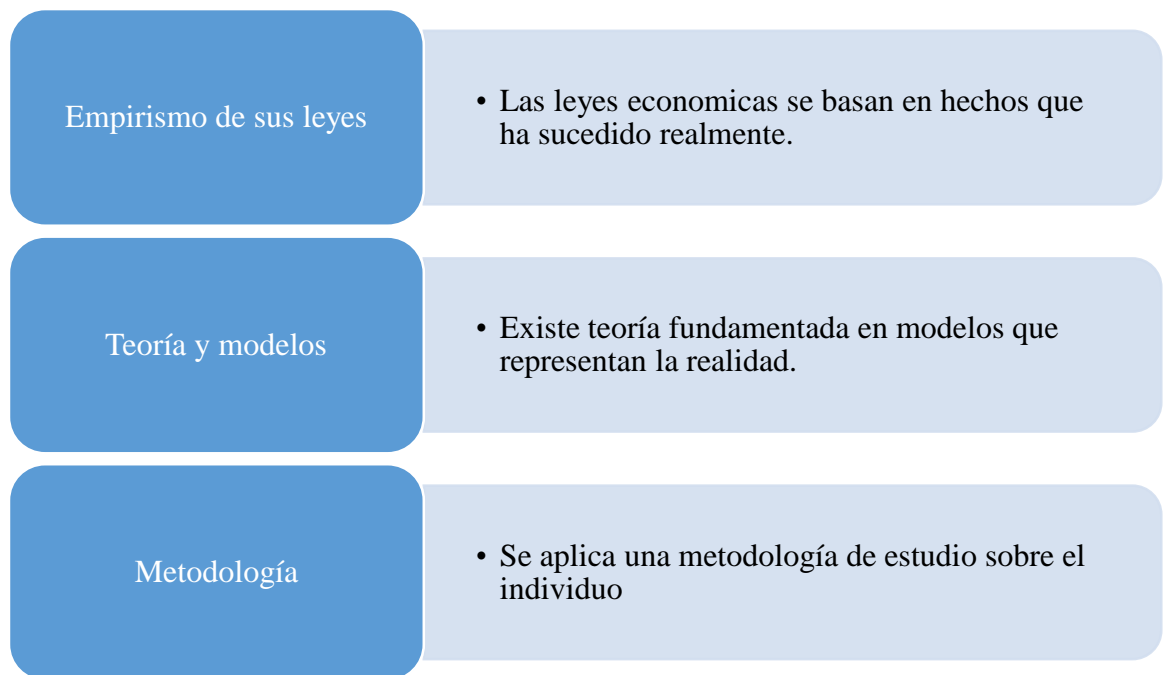 Empirismo de sus leyes
• Las leyes economicas se basan en hechos que
ha sucedido realmente.
Teoría y modelos
• Existe teoría fundamentada en modelos que
representan la realidad.
Metodología
• Se aplica una metodología de estudio sobre el
individuo